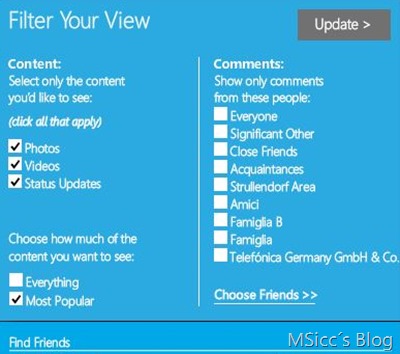 Filter Your View
Update >
Content:
Select only the content
you'd like to see:
(click all that apply)
Photos
Videos
Status Updates
Choose how much of the
content you want to see:
Everything
Most Popular
Comments:
Show only comments
from these people:
Everyone
Significant Other
Close Friends
Acquaintances
Strullendorf Area
Amici
Famiglia B
Famiglia
Telefónica Germany GmbH & Co.
Choose Friends >>
Find Friends
MSicc´s Blog